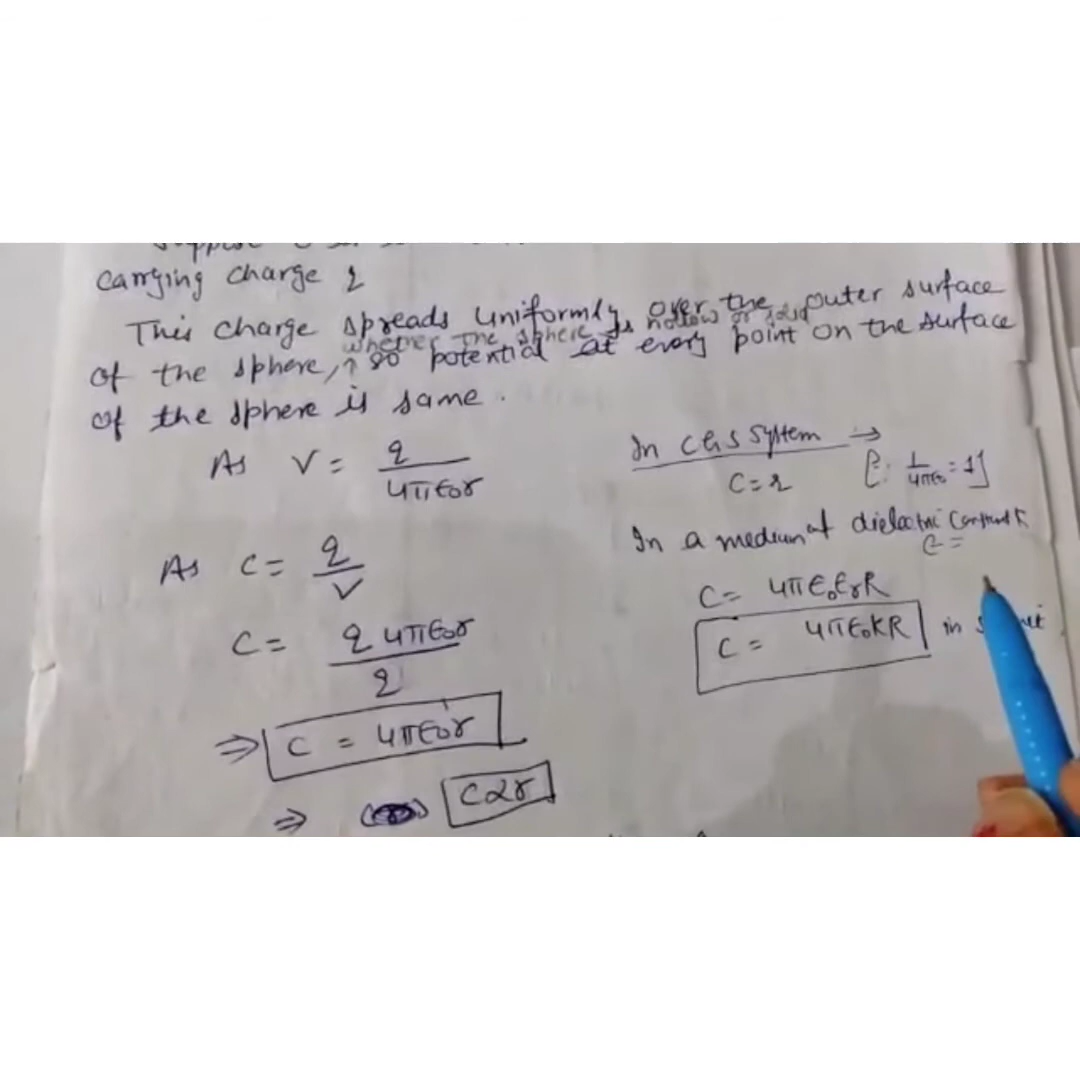 carrying charge q
This charge spreads uniformly over the outer surface
whether the sphere is hollow or solid
of the sphere, ↑ so potential at every point on the surface
of the sphere is same.
As V = q / 4πϵ₀r
As C = q / V
C = q 4πϵ₀r / q
⇒ C = 4πϵ₀r
⇒ C ∝ r
In CGS System →
C = r [∵ 1/4πϵ₀ = 1]
In a medium of dielectric constant K
C =
C = 4πϵ₀ϵrR
C = 4πϵ₀KR in